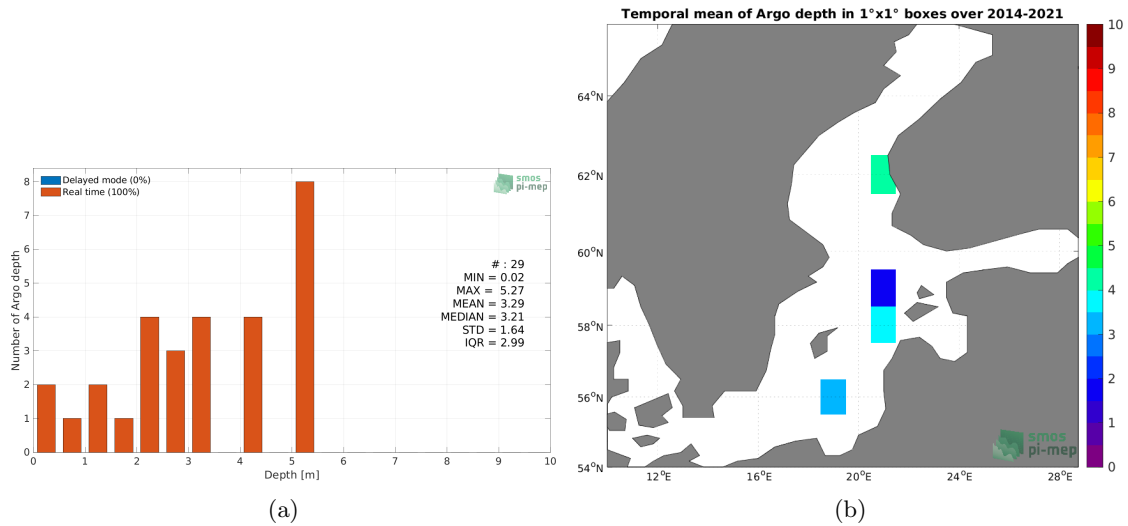 Temporal mean of Argo depth in 1°x1° boxes over 2014-2021
Delayed mode (0%)
Real time (100%)
smos
pi-mep
# : 29
MIN = 0.02
MAX = 5.27
MEAN = 3.29
MEDIAN = 3.21
STD = 1.64
IQR = 2.99
Number of Argo depth
8
7
6
5
4
3
2
1
0
0 1 2 3 4 5 6 7 8 9 10
Depth [m]
(a)
64°N
62°N
60°N
58°N
56°N
54°N
12°E 16°E 20°E 24°E 28°E
smos
pi-mep
10
9
8
7
6
5
4
3
2
1
0
(b)